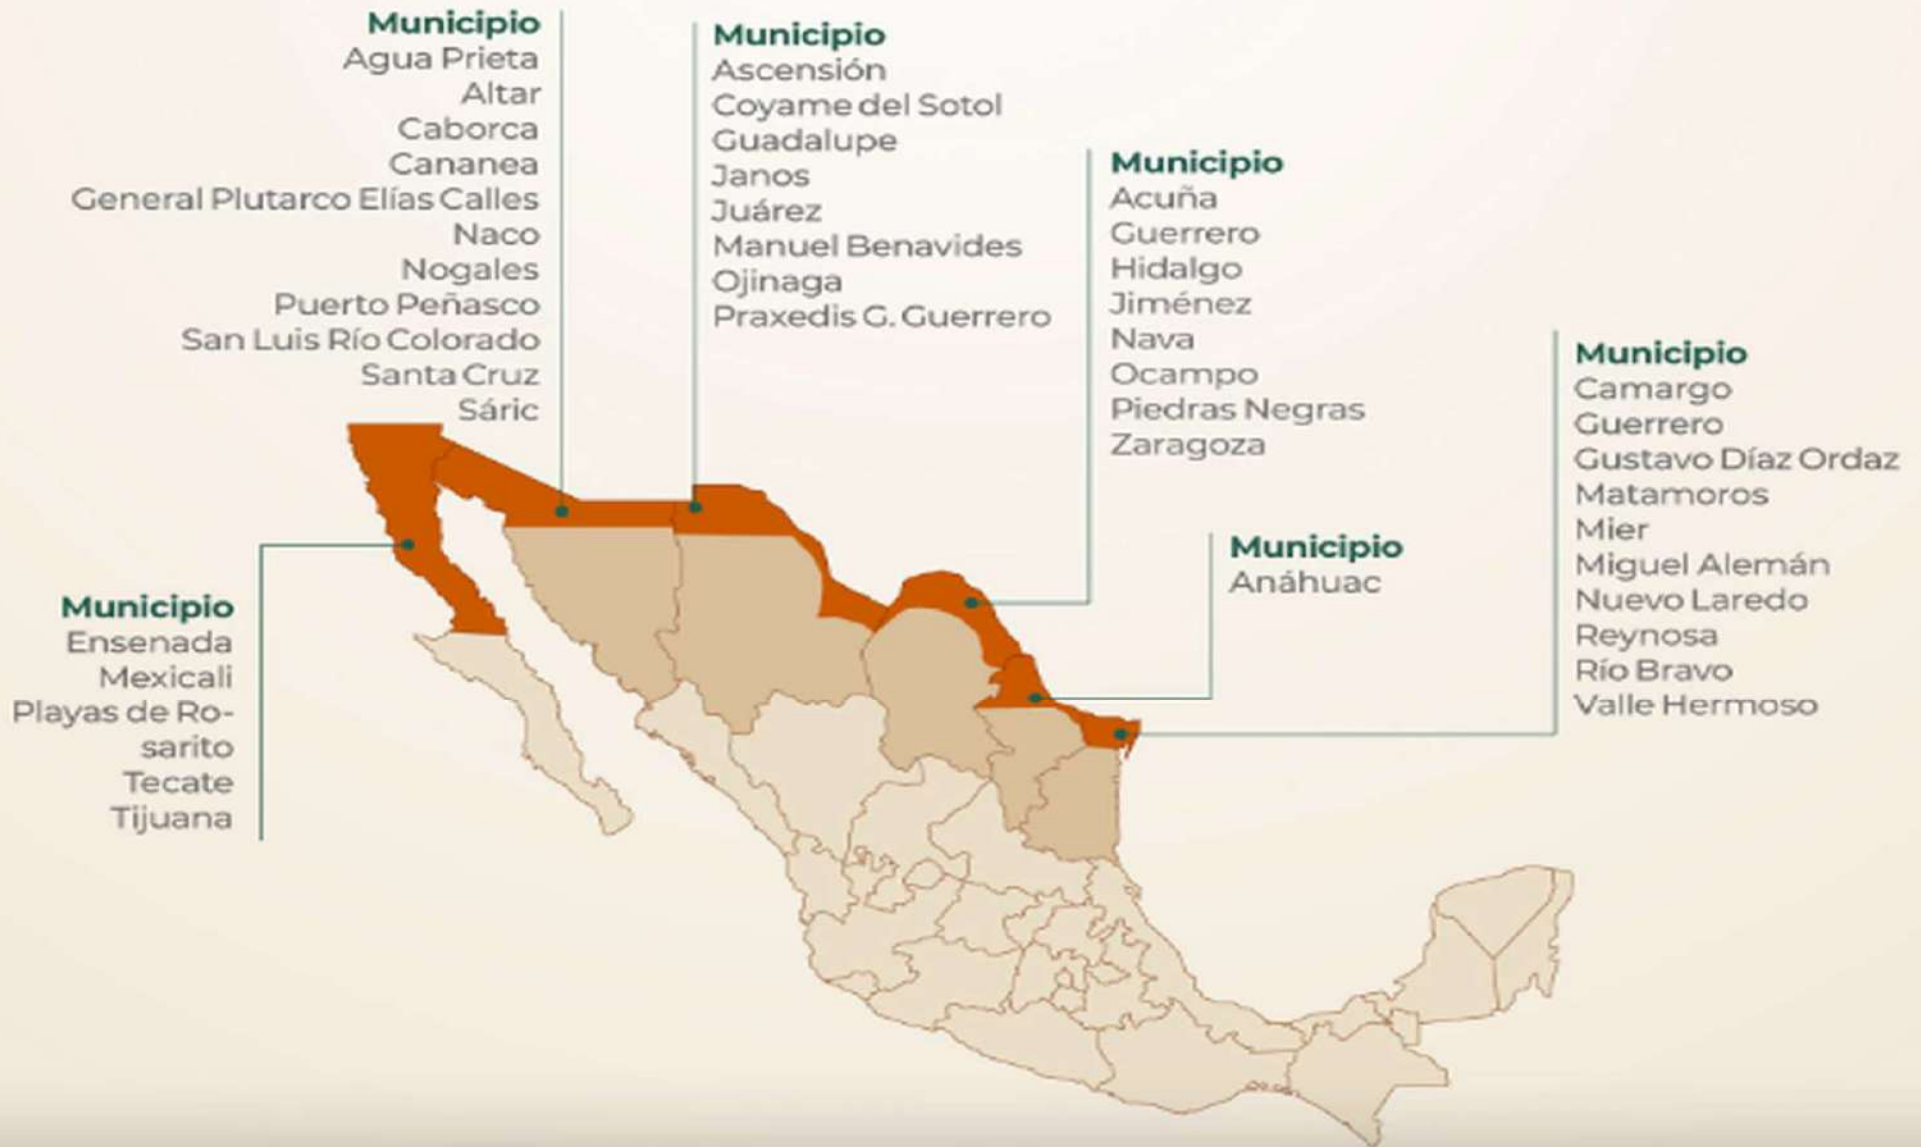 Municipio
Agua Prieta
Altar
Caborca
Cananea
General Plutarco Elías Calles
Naco
Nogales
Puerto Peñasco
San Luis Río Colorado
Santa Cruz
Sáric
Municipio
Ascensión
Coyame del Sotol
Guadalupe
Janos
Juárez
Manuel Benavides
Ojinaga
Praxedis G. Guerrero
Municipio
Acuña
Guerrero
Hidalgo
Jiménez
Nava
Ocampo
Piedras Negras
Zaragoza
Municipio
Anáhuac
Municipio
Camargo
Guerrero
Gustavo Díaz Ordaz
Matamoros
Mier
Miguel Alemán
Nuevo Laredo
Reynosa
Río Bravo
Valle Hermoso
Municipio
Ensenada
Mexicali
Playas de Ro-
sarito
Tecate
Tijuana